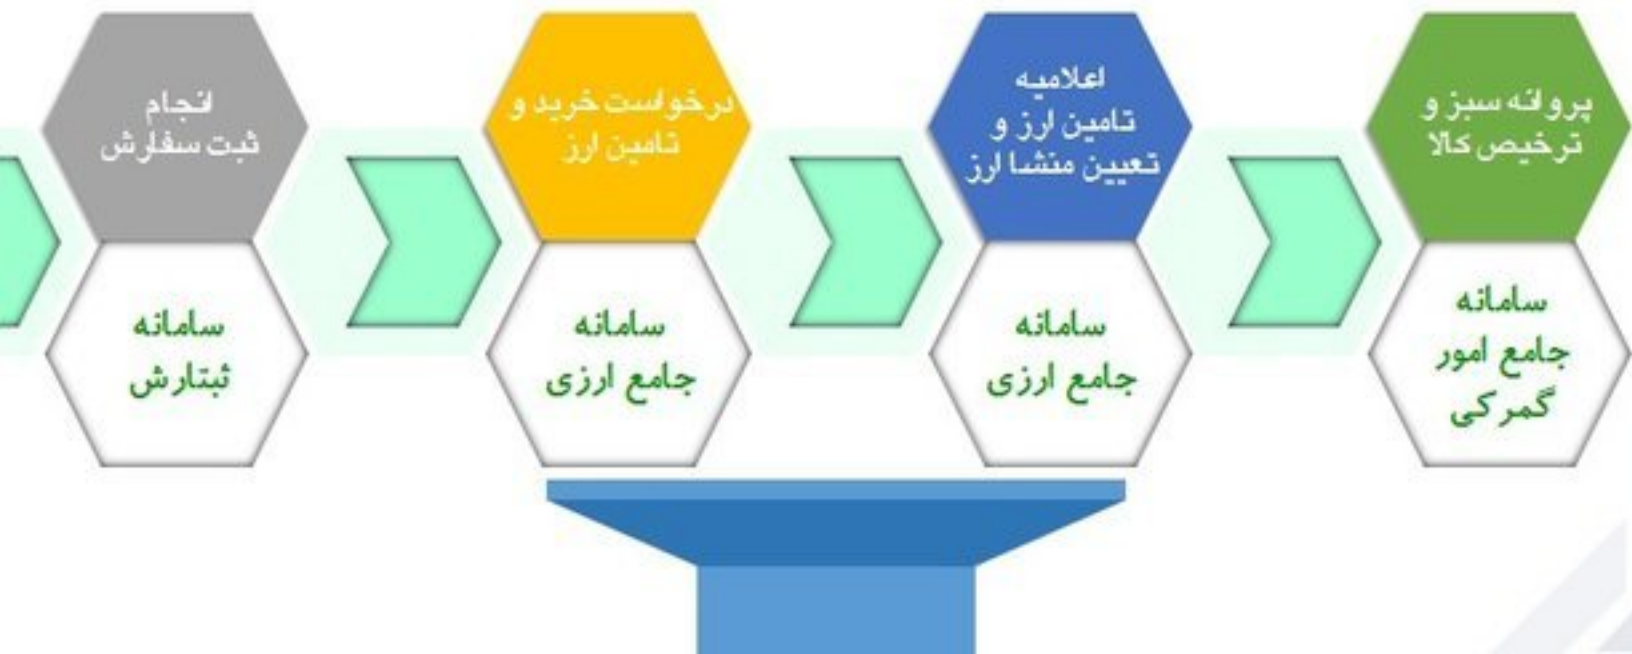 انجام
ثبت سفارش
سامانه
ثبتارش
درخواست خرید و
تامین ارز
سامانه
جامع ارزی
اعلامیه
تامین ارز و
تعیین منشا ارز
سامانه
جامع ارزی
پروانه سبز و
ترخیص کالا
سامانه
جامع امور
گمرکی